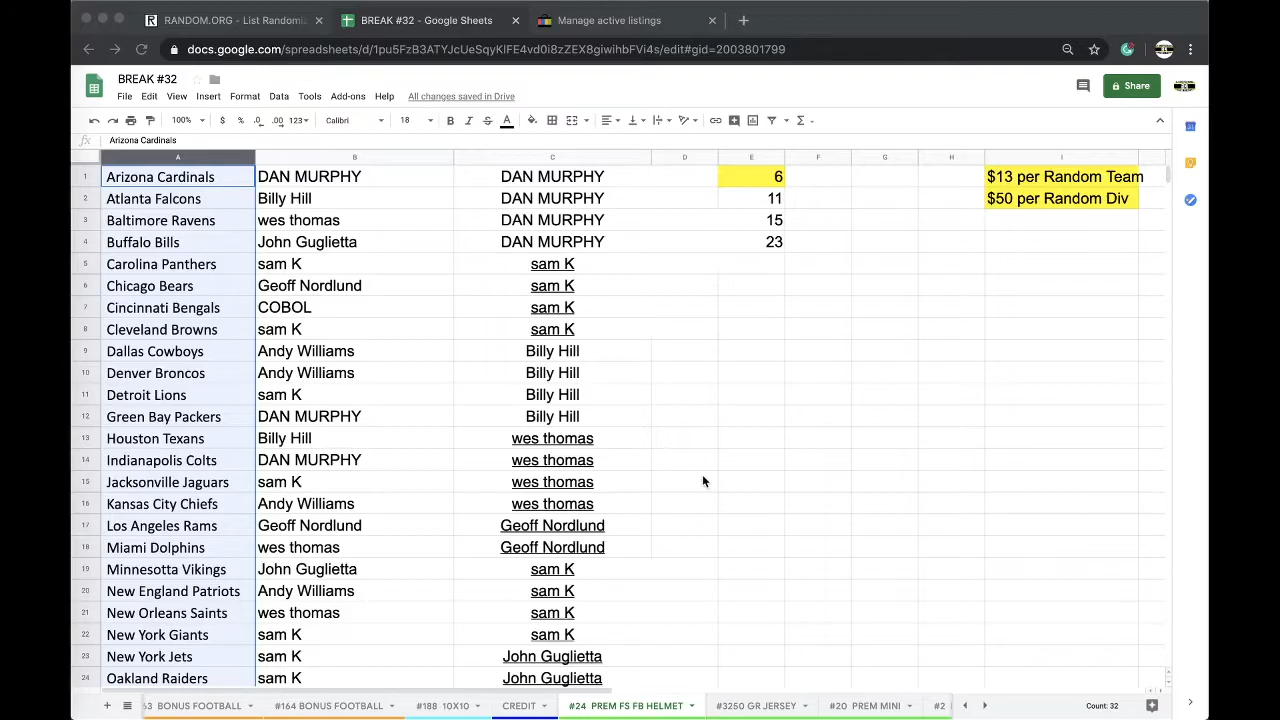 RANDOM.ORG - List Randomiz
BREAK #32 - Google Sheets
Manage active listings
docs.google.com/spreadsheets/d/1pu5FzB3ATYJcUeSqyKlFE4vd0i8zZEX8giwihbFVi4s/edit#gid=2003801799
BREAK #32
File Edit View Insert Format Data Tools Add-ons Help All changes saved in Drive
Share
100% $ % .0 .00 123 Calibri 18 B I S A
fx Arizona Cardinals
A B C D E F G H I
1 Arizona Cardinals DAN MURPHY DAN MURPHY 6 $13 per Random Team
2 Atlanta Falcons Billy Hill DAN MURPHY 11 $50 per Random Div
3 Baltimore Ravens wes thomas DAN MURPHY 15
4 Buffalo Bills John Guglietta DAN MURPHY 23
5 Carolina Panthers sam K sam K
6 Chicago Bears Geoff Nordlund sam K
7 Cincinnati Bengals COBOL sam K
8 Cleveland Browns sam K sam K
9 Dallas Cowboys Andy Williams Billy Hill
10 Denver Broncos Andy Williams Billy Hill
11 Detroit Lions sam K Billy Hill
12 Green Bay Packers DAN MURPHY Billy Hill
13 Houston Texans Billy Hill wes thomas
14 Indianapolis Colts DAN MURPHY wes thomas
15 Jacksonville Jaguars sam K wes thomas
16 Kansas City Chiefs Andy Williams wes thomas
17 Los Angeles Rams Geoff Nordlund Geoff Nordlund
18 Miami Dolphins wes thomas Geoff Nordlund
19 Minnesotta Vikings John Guglietta sam K
20 New England Patriots Andy Williams sam K
21 New Orleans Saints wes thomas sam K
22 New York Giants sam K sam K
23 New York Jets sam K John Guglietta
24 Oakland Raiders sam K John Guglietta
63 BONUS FOOTBALL #164 BONUS FOOTBALL #188 10X10 CREDIT #24 PREM FS FB HELMET #3250 GR JERSEY #20 PREM MINI #2 Count: 32